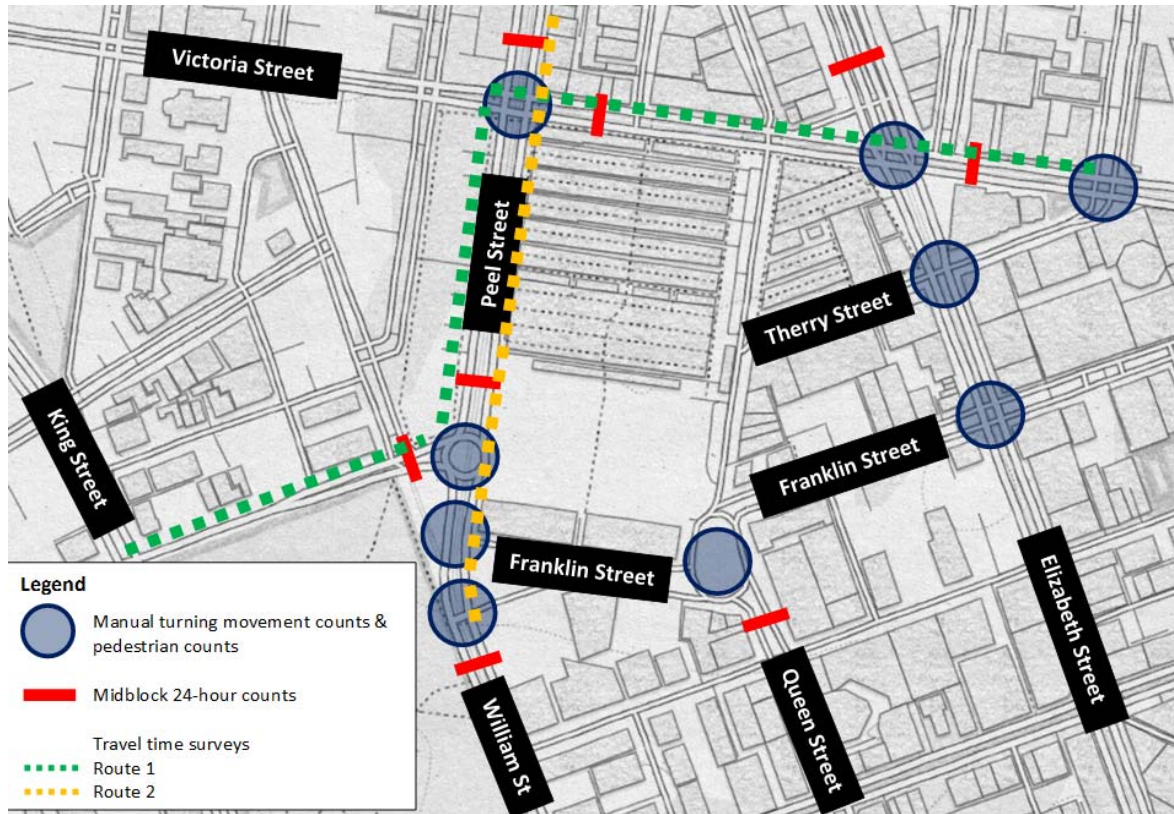 Victoria Street
Peel Street
Therry Street
King Street
Franklin Street
Franklin Street
Elizabeth Street
Queen Street
William St
Legend
Manual turning movement counts &
pedestrian counts
Midblock 24-hour counts
Travel time surveys
Route 1
Route 2